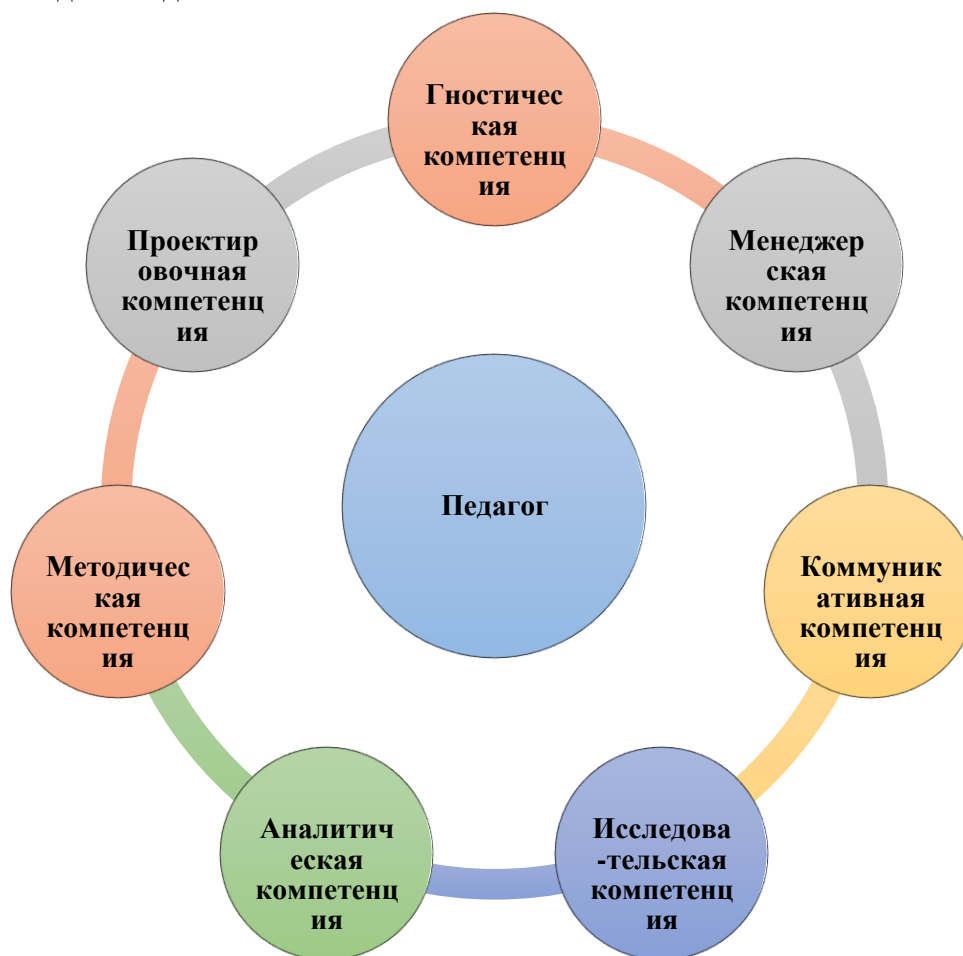 Гностичес
кая
компетенц
ия
Менеджер
ская
компетенц
ия
Коммуник
ативная
компетенц
ия
Исследова
-тельская
компетенц
ия
Аналитич
еская
компетенц
ия
Методичес
кая
компетенц
ия
Проектир
овочная
компетенц
ия
Педагог